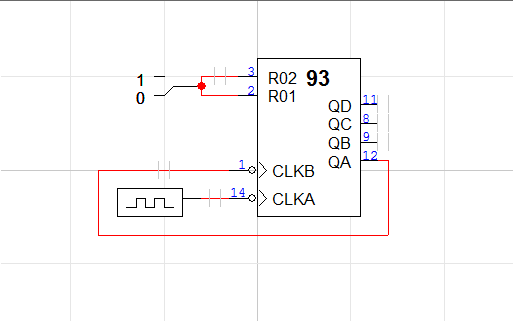 1
0
3
2
R02 93
R01
QD 11
QC 8
QB 9
QA 12
1 CLKB
14 CLKA